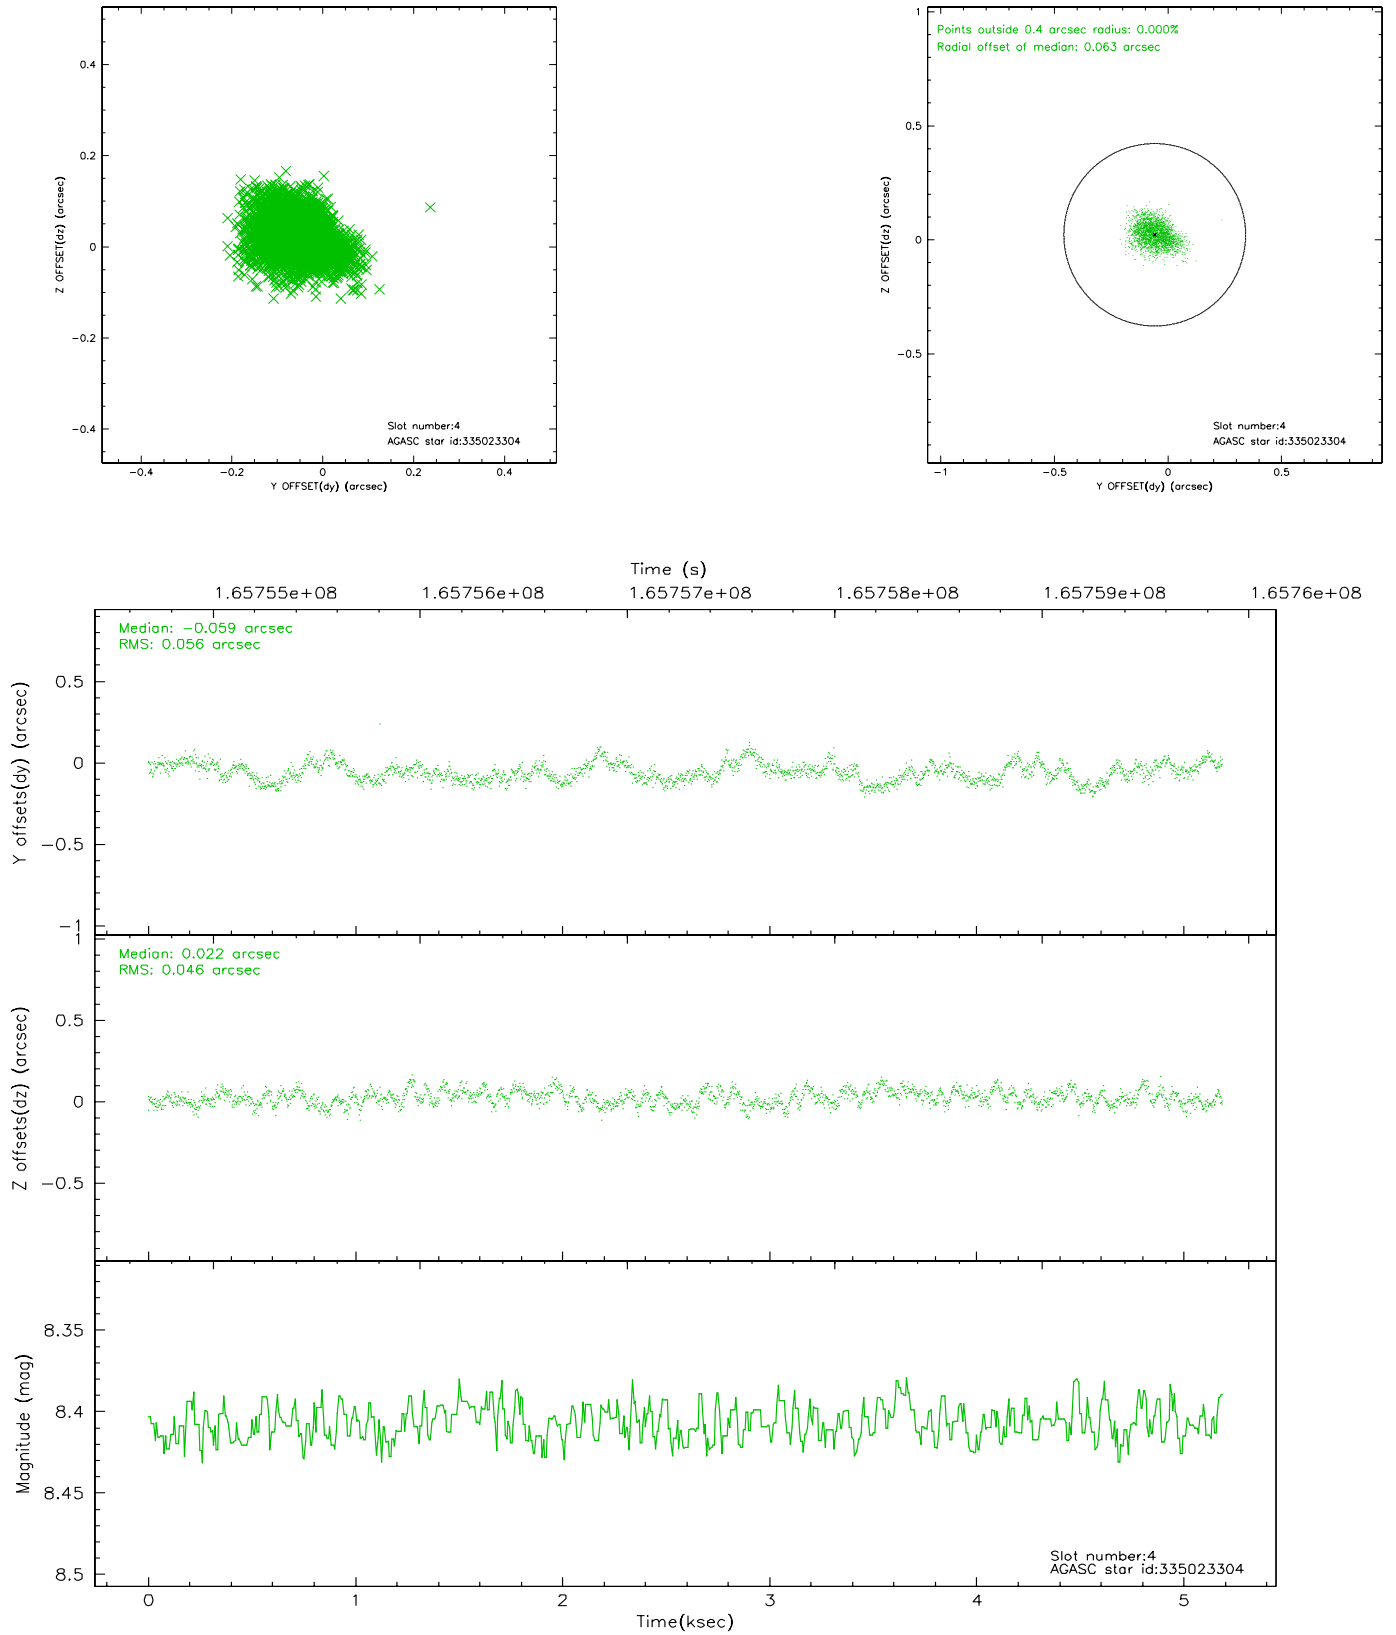 0.4
0.2
0
−0.2
−0.4
Z OFFSET(dz) (arcsec)
Slot number:4
AGASC star id:335023304
−0.4 −0.2 0 0.2 0.4
Y OFFSET(dy) (arcsec)
Points outside 0.4 arcsec radius: 0.000%
Radial offset of median: 0.063 arcsec
1
0.5
0
−0.5
Z OFFSET(dz) (arcsec)
Slot number:4
AGASC star id:335023304
−1 −0.5 0 0.5
Y OFFSET(dy) (arcsec)
Time (s)
1.65755e+08 1.65756e+08 1.65757e+08 1.65758e+08 1.65759e+08 1.6576e+08
Median: −0.059 arcsec
RMS: 0.056 arcsec
0.5
0
−0.5
−1
Y offsets(dy) (arcsec)
Median: 0.022 arcsec
RMS: 0.046 arcsec
1
0.5
0
−0.5
Z offsets(dz) (arcsec)
8.35
8.4
8.45
8.5
Magnitude (mag)
Slot number:4
AGASC star id:335023304
0 1 2 3 4 5
Time(ksec)